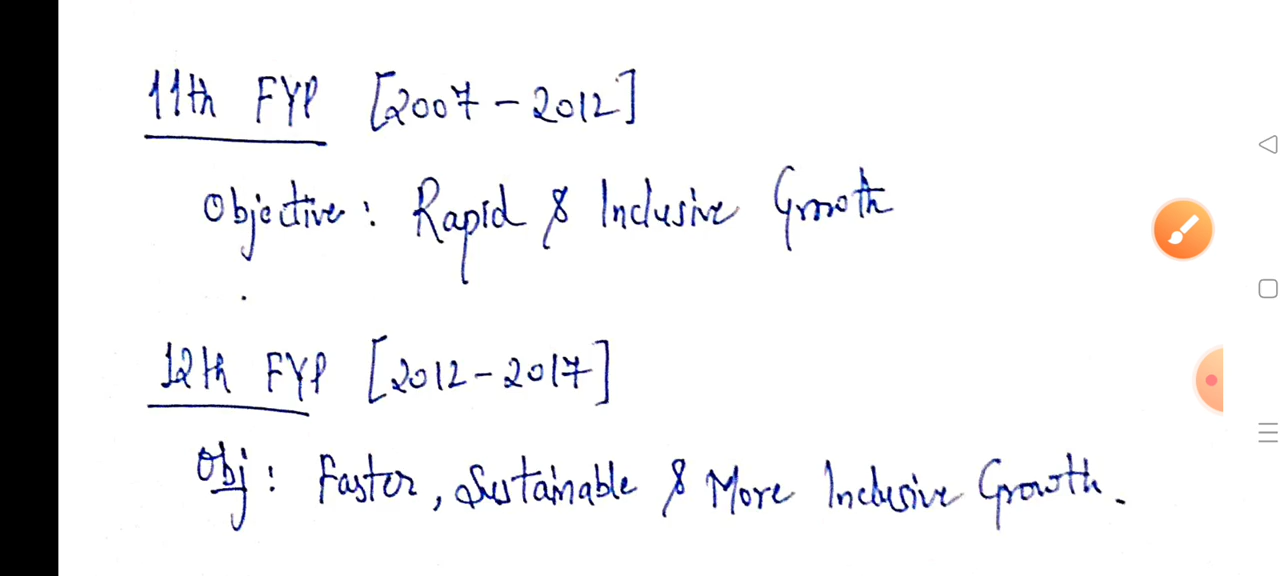 11th FYP [2007 - 2012]
Objective : Rapid & Inclusive Growth
12th FYP [2012 - 2017]
Obj : Faster, Sustainable & More Inclusive Growth.